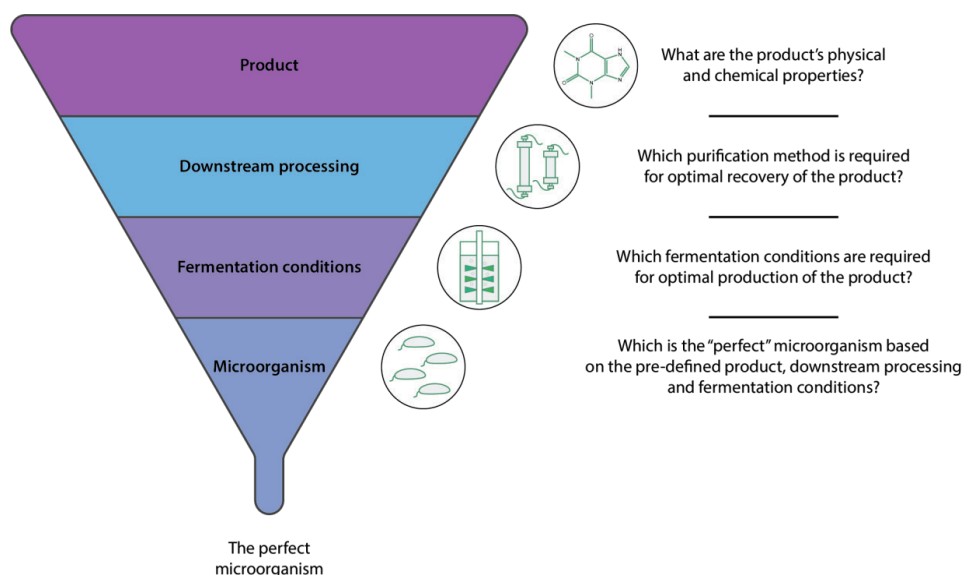 Product
What are the product's physical
and chemical properties?
Downstream processing
Which purification method is required
for optimal recovery of the product?
Fermentation conditions
Which fermentation conditions are required
for optimal production of the product?
Microorganism
Which is the “perfect” microorganism based
on the pre-defined product, downstream processing
and fermentation conditions?
The perfect
microorganism
O
O
N
N
H
N
N